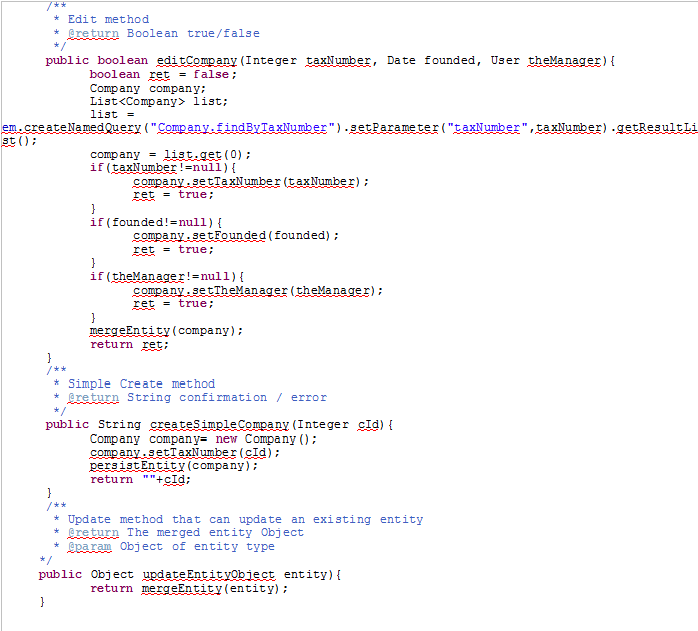 /**
* Edit method
* @return Boolean true/false
*/
public boolean editCompany(Integer taxNumber, Date founded, User theManager){
boolean ret = false;
Company company;
List<Company> list;
list =
em.createNamedQuery("Company.findByTaxNumber").setParameter("taxNumber",taxNumber).getResultLi
st();
company = list.get(0);
if(taxNumber!=null){
company.setTaxNumber(taxNumber);
ret = true;
}
if(founded!=null){
company.setFounded(founded);
ret = true;
}
if(theManager!=null){
company.setTheManager(theManager);
ret = true;
}
mergeEntity(company);
return ret;
}
/**
* Simple Create method
* @return String confirmation / error
*/
public String createSimpleCompany(Integer cId){
Company company= new Company();
company.setTaxNumber(cId);
persistEntity(company);
return ""+cId;
}
/**
* Update method that can update an existing entity
* @return The merged entity Object
* @param Object of entity type
*/
public Object updateEntityObject entity){
return mergeEntity(entity);
}